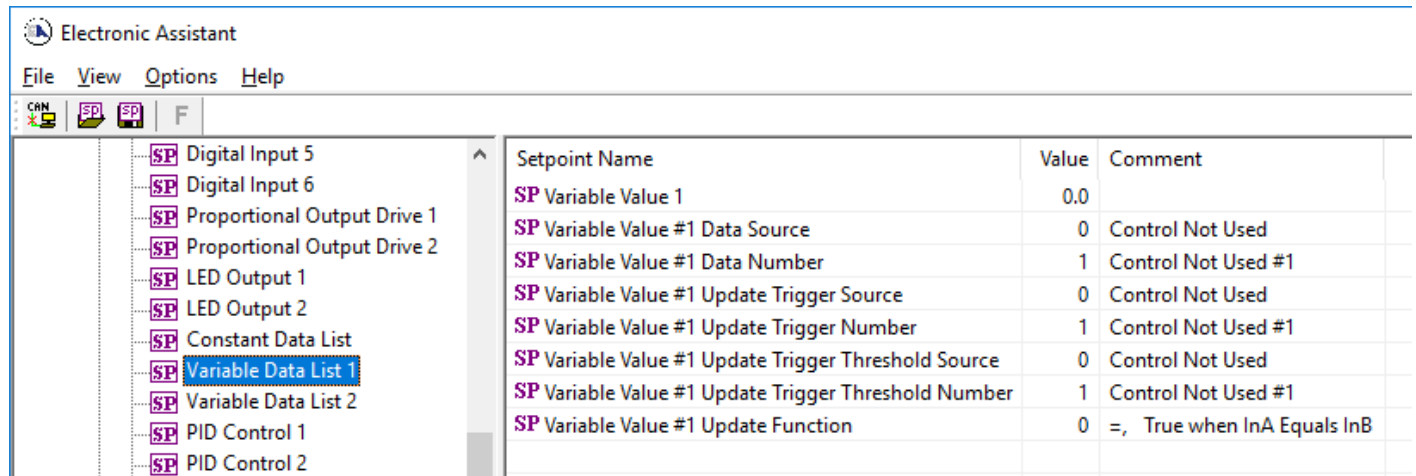 Electronic Assistant
File View Options Help
CAN SP SP F
SP Digital Input 5
SP Digital Input 6
SP Proportional Output Drive 1
SP Proportional Output Drive 2
SP LED Output 1
SP LED Output 2
SP Constant Data List
SP Variable Data List 1
SP Variable Data List 2
SP PID Control 1
SP PID Control 2
Setpoint Name Value Comment
SP Variable Value 1 0.0
SP Variable Value #1 Data Source 0 Control Not Used
SP Variable Value #1 Data Number 1 Control Not Used #1
SP Variable Value #1 Update Trigger Source 0 Control Not Used
SP Variable Value #1 Update Trigger Number 1 Control Not Used #1
SP Variable Value #1 Update Trigger Threshold Source 0 Control Not Used
SP Variable Value #1 Update Trigger Threshold Number 1 Control Not Used #1
SP Variable Value #1 Update Function 0 =, True when InA Equals InB